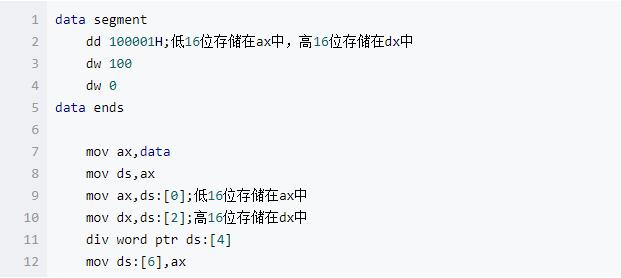 1 data segment
2 dd 100001H;低16位存储在ax中，高16位存储在dx中
3 dw 100
4 dw 0
5 data ends
6
7 mov ax,data
8 mov ds,ax
9 mov ax,ds:[0];低16位存储在ax中
10 mov dx,ds:[2];高16位存储在dx中
11 div word ptr ds:[4]
12 mov ds:[6],ax